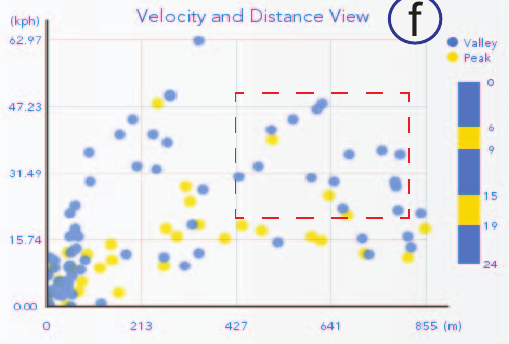 Velocity and Distance View
f
(kph)
62.97
47.23
31.49
15.74
0.00
0 213 427 641 855 (m)
Valley
Peak
0
6
9
15
19
24